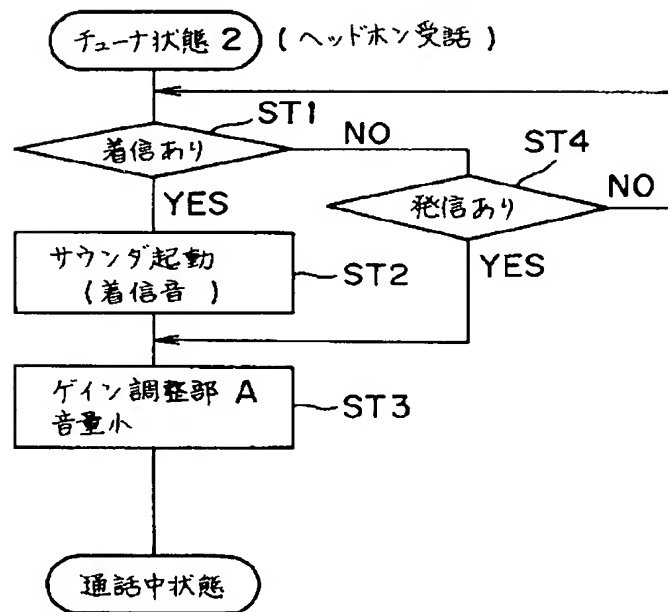 チューナ状態 2 (ヘッドホン受話)
ST1
着信あり
NO
ST4
YES
発信あり
NO
サウンダ起動
(着信音)
ST2
YES
ゲイン調整部 A
音量小
ST3
通話中状態